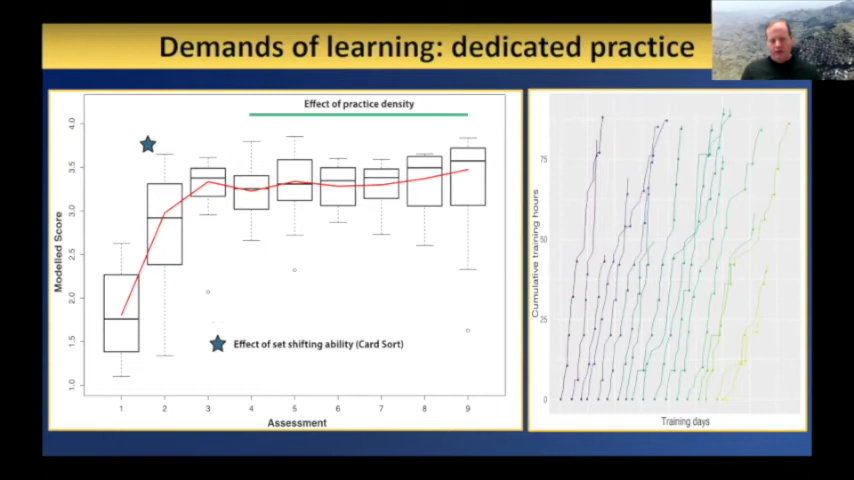 Demands of learning: dedicated practice
Effect of practice density
4.0
3.5
3.0
2.5
2.0
1.5
1.0
Modelled Score
Effect of set shifting ability (Card Sort)
1 2 3 4 5 6 7 8 9
Assessment
75
50
25
0
Cumulative training hours
Training days